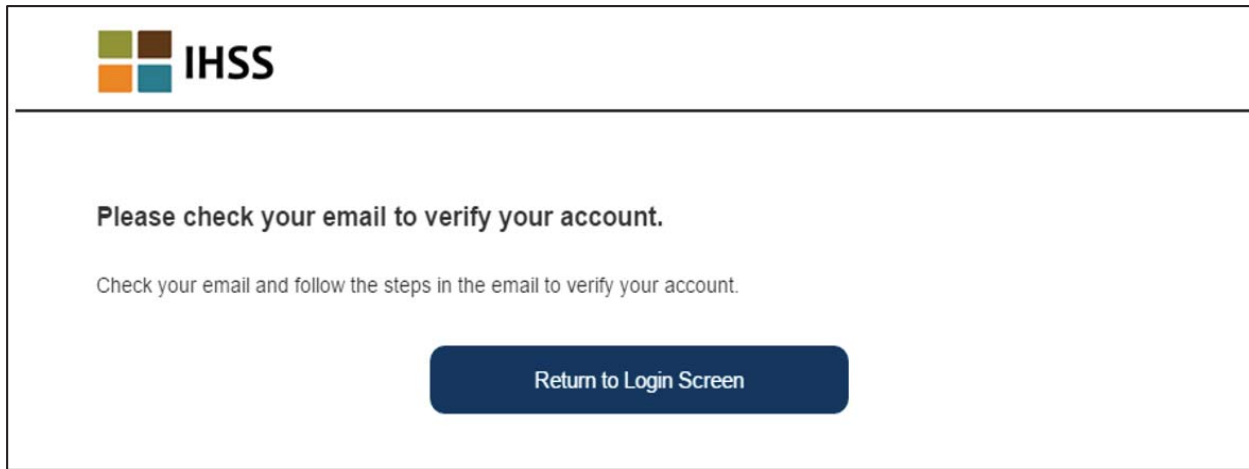 IHSS
Please check your email to verify your account.
Check your email and follow the steps in the email to verify your account.
Return to Login Screen